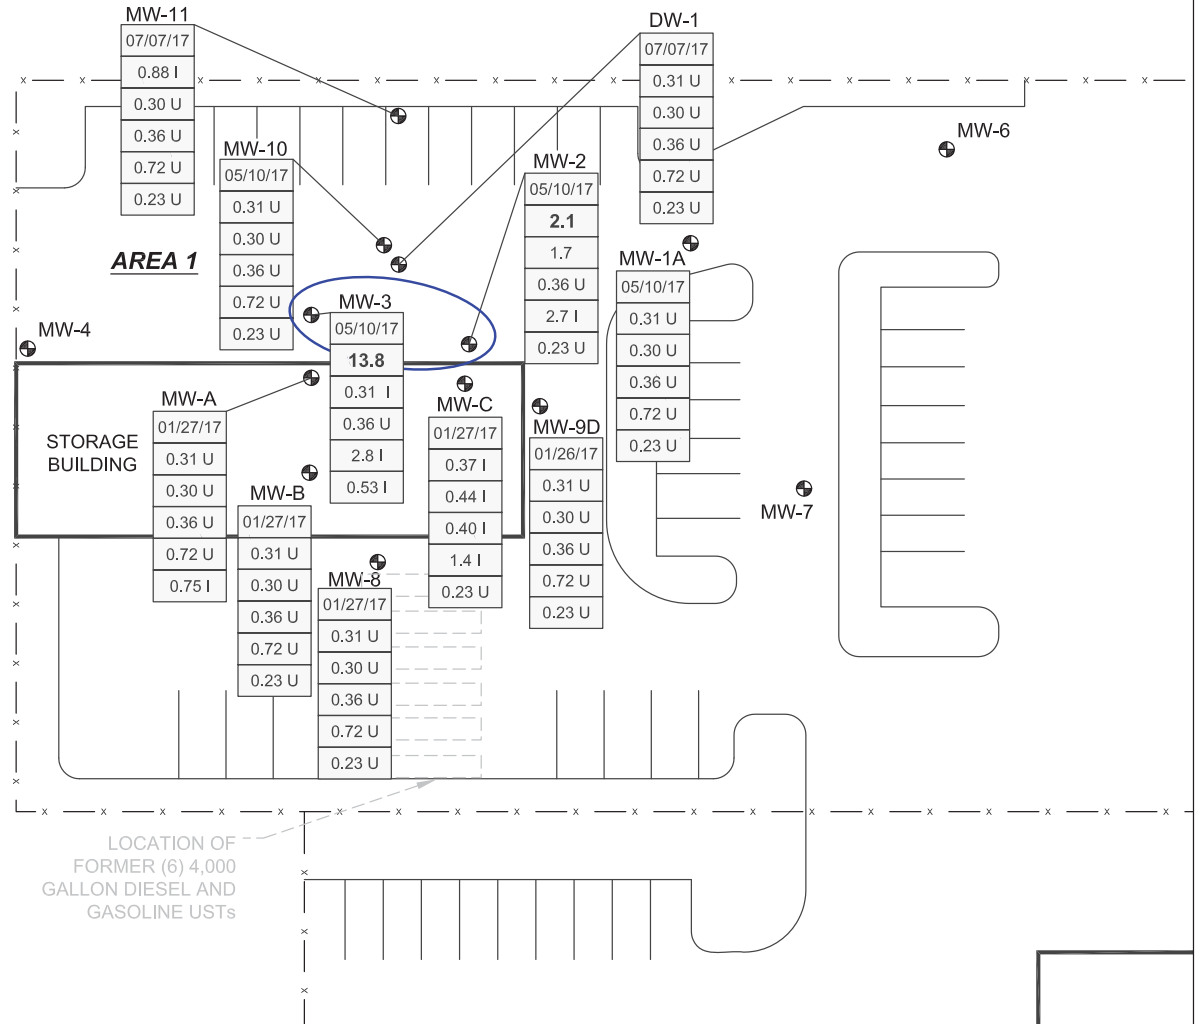 MW-11
07/07/17
0.88 I
0.30 U
0.36 U
0.72 U
0.23 U
DW-1
07/07/17
0.31 U
0.30 U
0.36 U
0.72 U
0.23 U
MW-6
MW-10
05/10/17
0.31 U
0.30 U
0.36 U
0.72 U
0.23 U
MW-2
05/10/17
2.1
1.7
0.36 U
2.7 I
0.23 U
AREA 1
MW-1A
05/10/17
0.31 U
0.30 U
0.36 U
0.72 U
0.23 U
MW-3
05/10/17
13.8
0.31 I
0.36 U
2.8 I
0.53 I
MW-4
STORAGE
BUILDING
MW-A
01/27/17
0.31 U
0.30 U
0.36 U
0.72 U
0.75 I
MW-C
01/27/17
0.37 I
0.44 I
0.40 I
1.4 I
0.23 U
MW-9D
01/26/17
0.31 U
0.30 U
0.36 U
0.72 U
0.23 U
MW-7
MW-B
01/27/17
0.31 U
0.30 U
0.36 U
0.72 U
0.23 U
MW-8
01/27/17
0.31 U
0.30 U
0.36 U
0.72 U
0.23 U
LOCATION OF
FORMER (6) 4,000
GALLON DIESEL AND
GASOLINE USTs